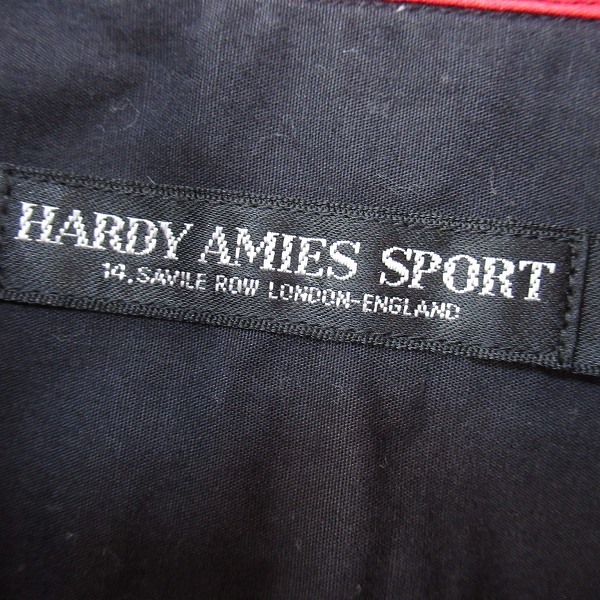 HARDY AMIES SPORT
14.SAVILE ROW LONDON-ENGLAND